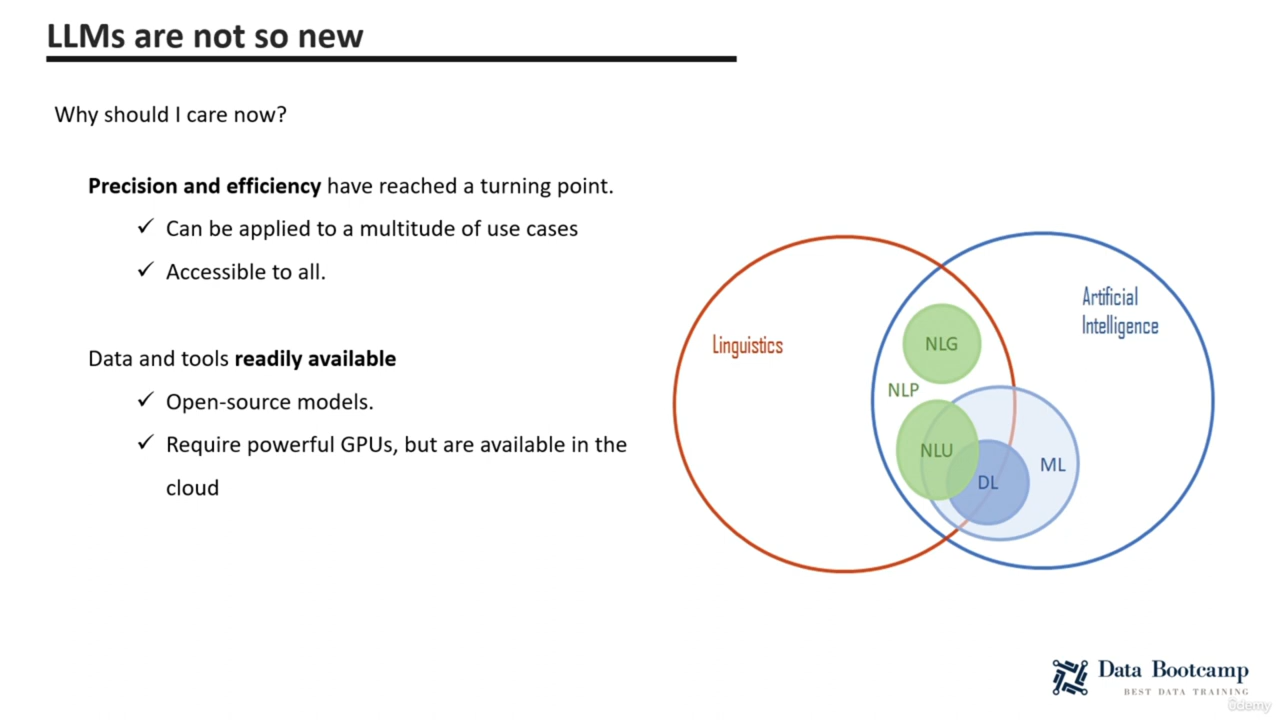 LLMs are not so new
Why should I care now?
Precision and efficiency have reached a turning point.
✓ Can be applied to a multitude of use cases
✓ Accessible to all.
Data and tools readily available
✓ Open-source models.
✓ Require powerful GPUs, but are available in the
cloud
Linguistics
Artificial
Intelligence
NLG
NLP
NLU
DL
ML
Data Bootcamp
BEST DATA TRAINING
ûdemy